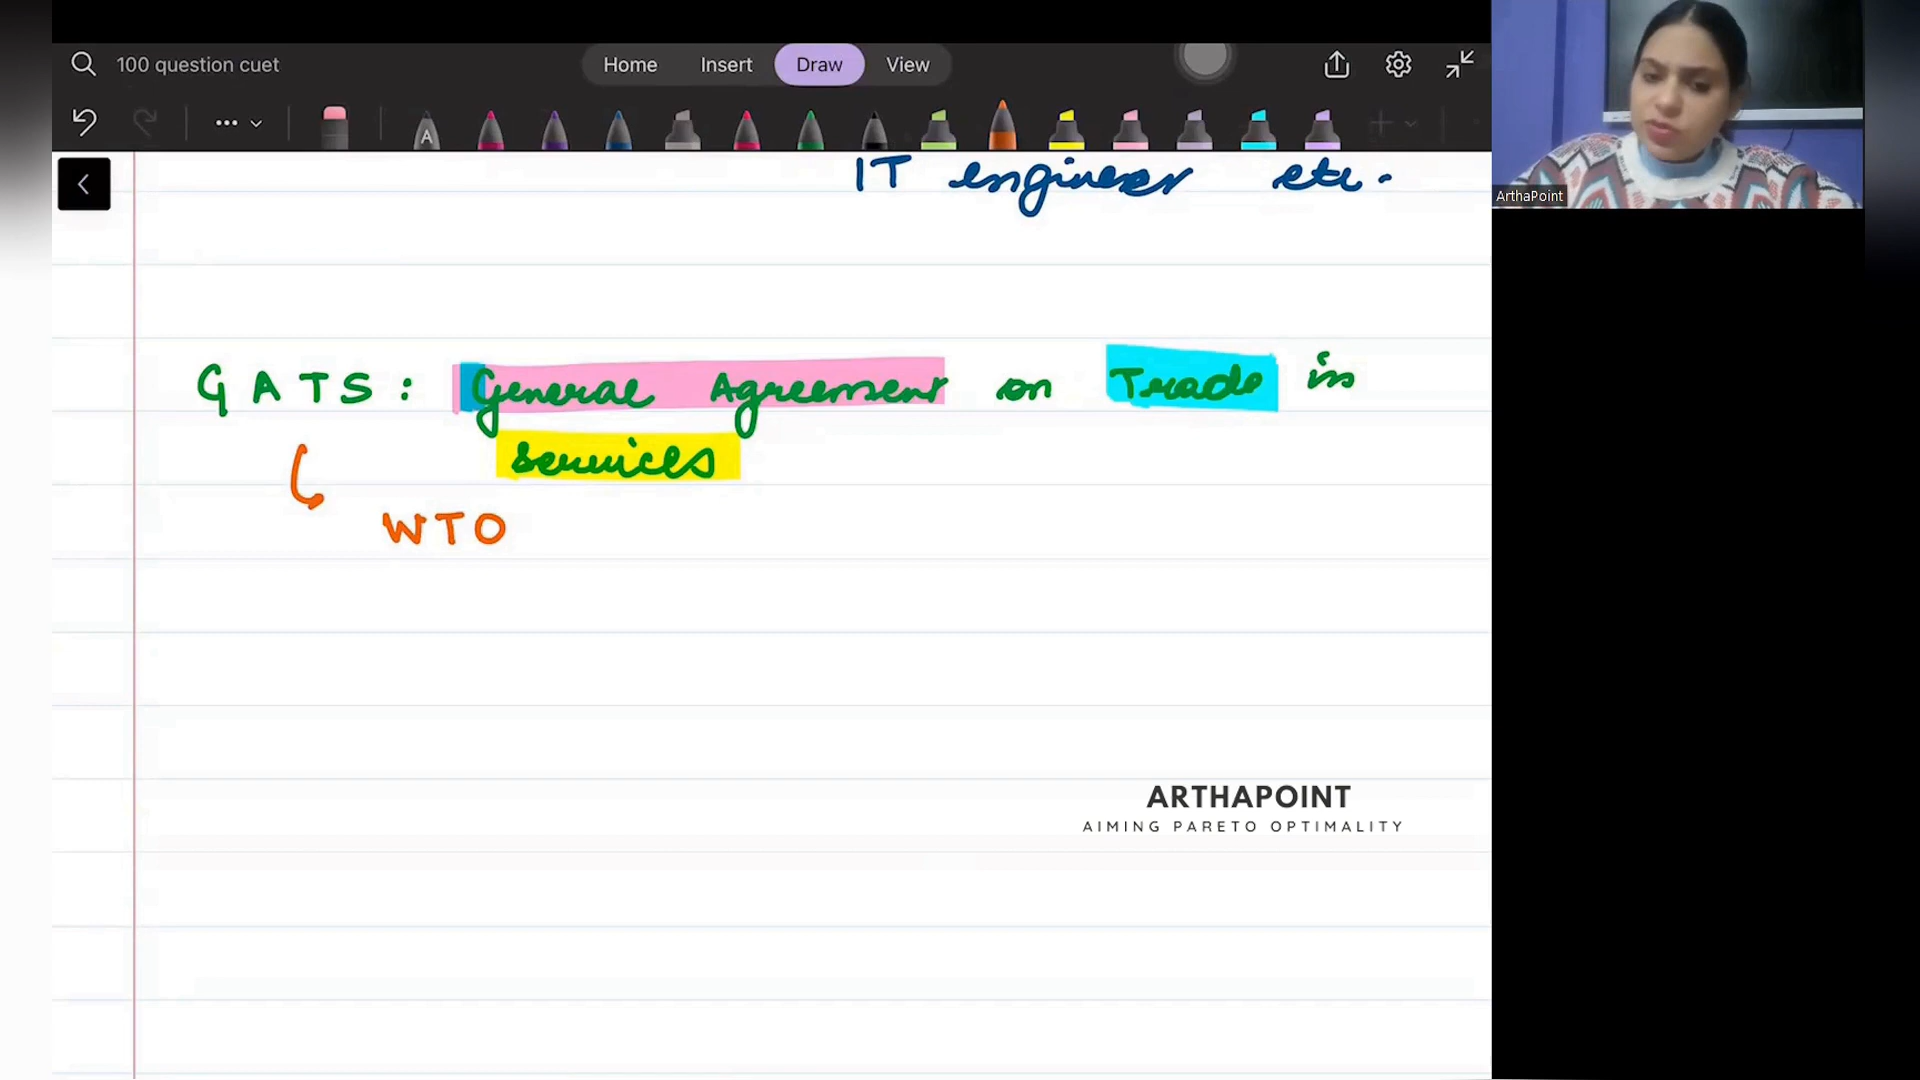 100 question cuet
Home Insert Draw View
A
ArthaPoint
IT engineer etc.
GATS: General Agreement on Trade in
services
WTO
ARTHAPOINT
AIMING PARETO OPTIMALITY